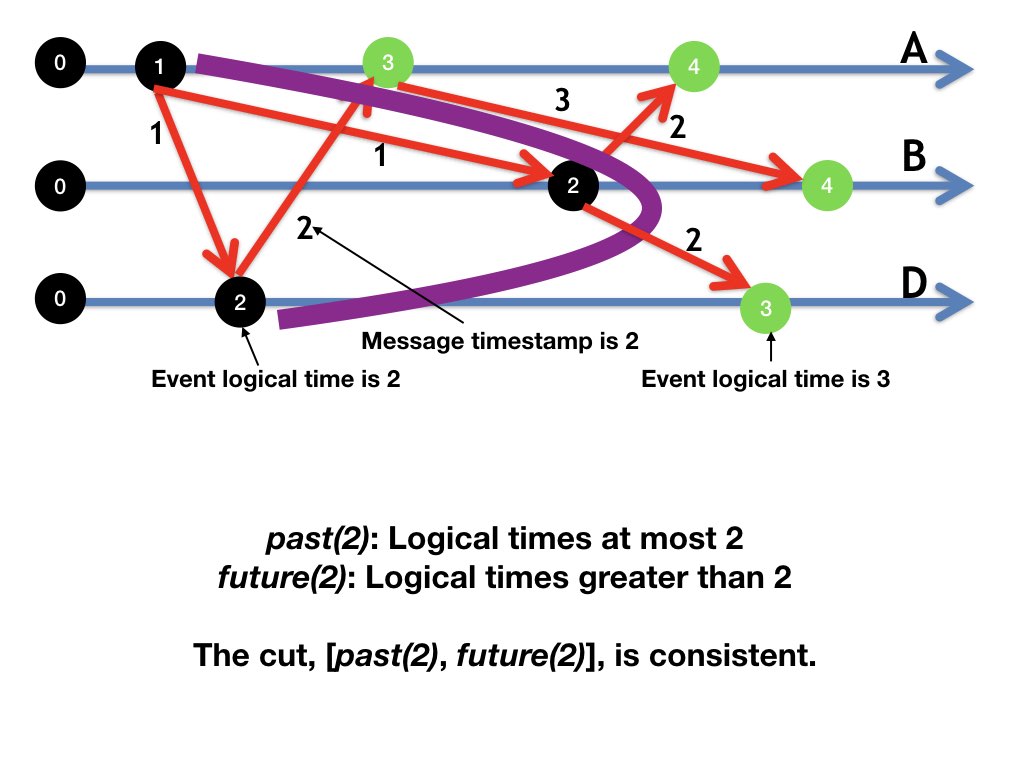 0 1 3 4 A
1 1 3 2
0 2 4 B
2 2
0 2 3 D
Message timestamp is 2
Event logical time is 2
Event logical time is 3
past(2): Logical times at most 2
future(2): Logical times greater than 2
The cut, [past(2), future(2)], is consistent.